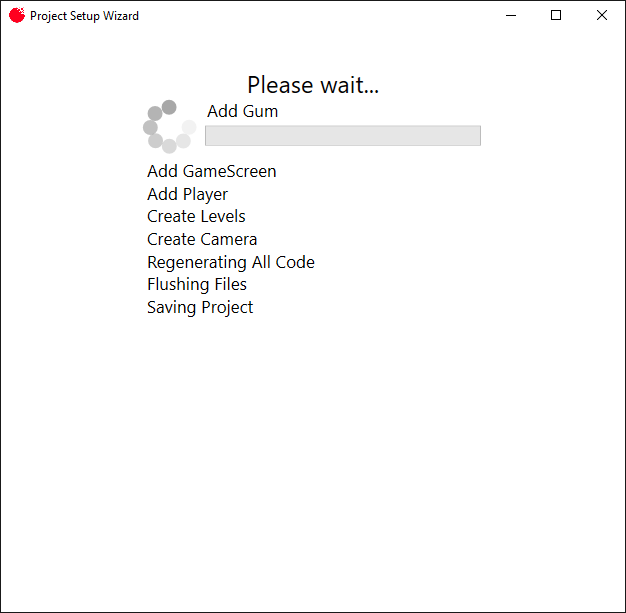 Project Setup Wizard
Please wait...
Add Gum
Add GameScreen
Add Player
Create Levels
Create Camera
Regenerating All Code
Flushing Files
Saving Project